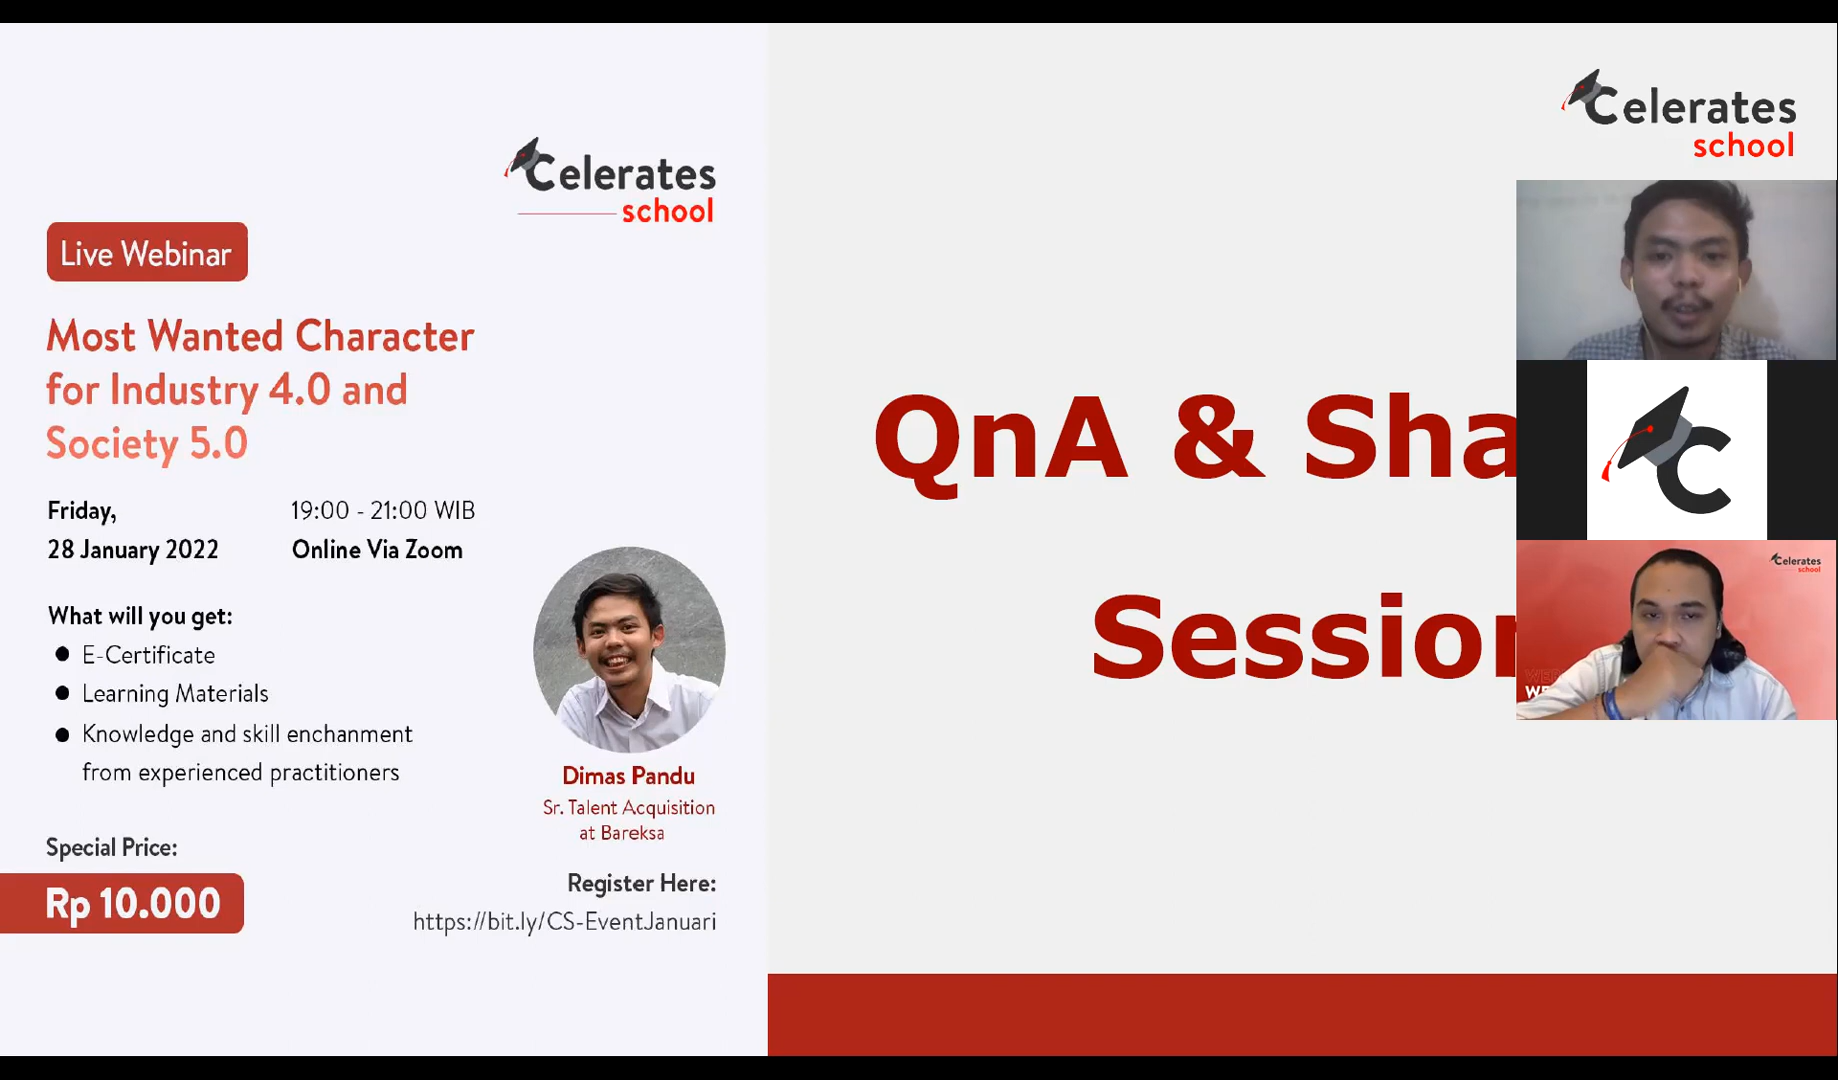 Celerates
school
Live Webinar
Most Wanted Character
for Industry 4.0 and
Society 5.0
Friday,
28 January 2022
19:00 - 21:00 WIB
Online Via Zoom
What will you get:
● E-Certificate
● Learning Materials
● Knowledge and skill enchanment
from experienced practitioners
Dimas Pandu
Sr. Talent Acquisition
at Bareksa
Special Price:
Rp 10.000
Register Here:
https://bit.ly/CS-EventJanuari
Celerates
school
QnA & Sha
Session
C
Celerates
school